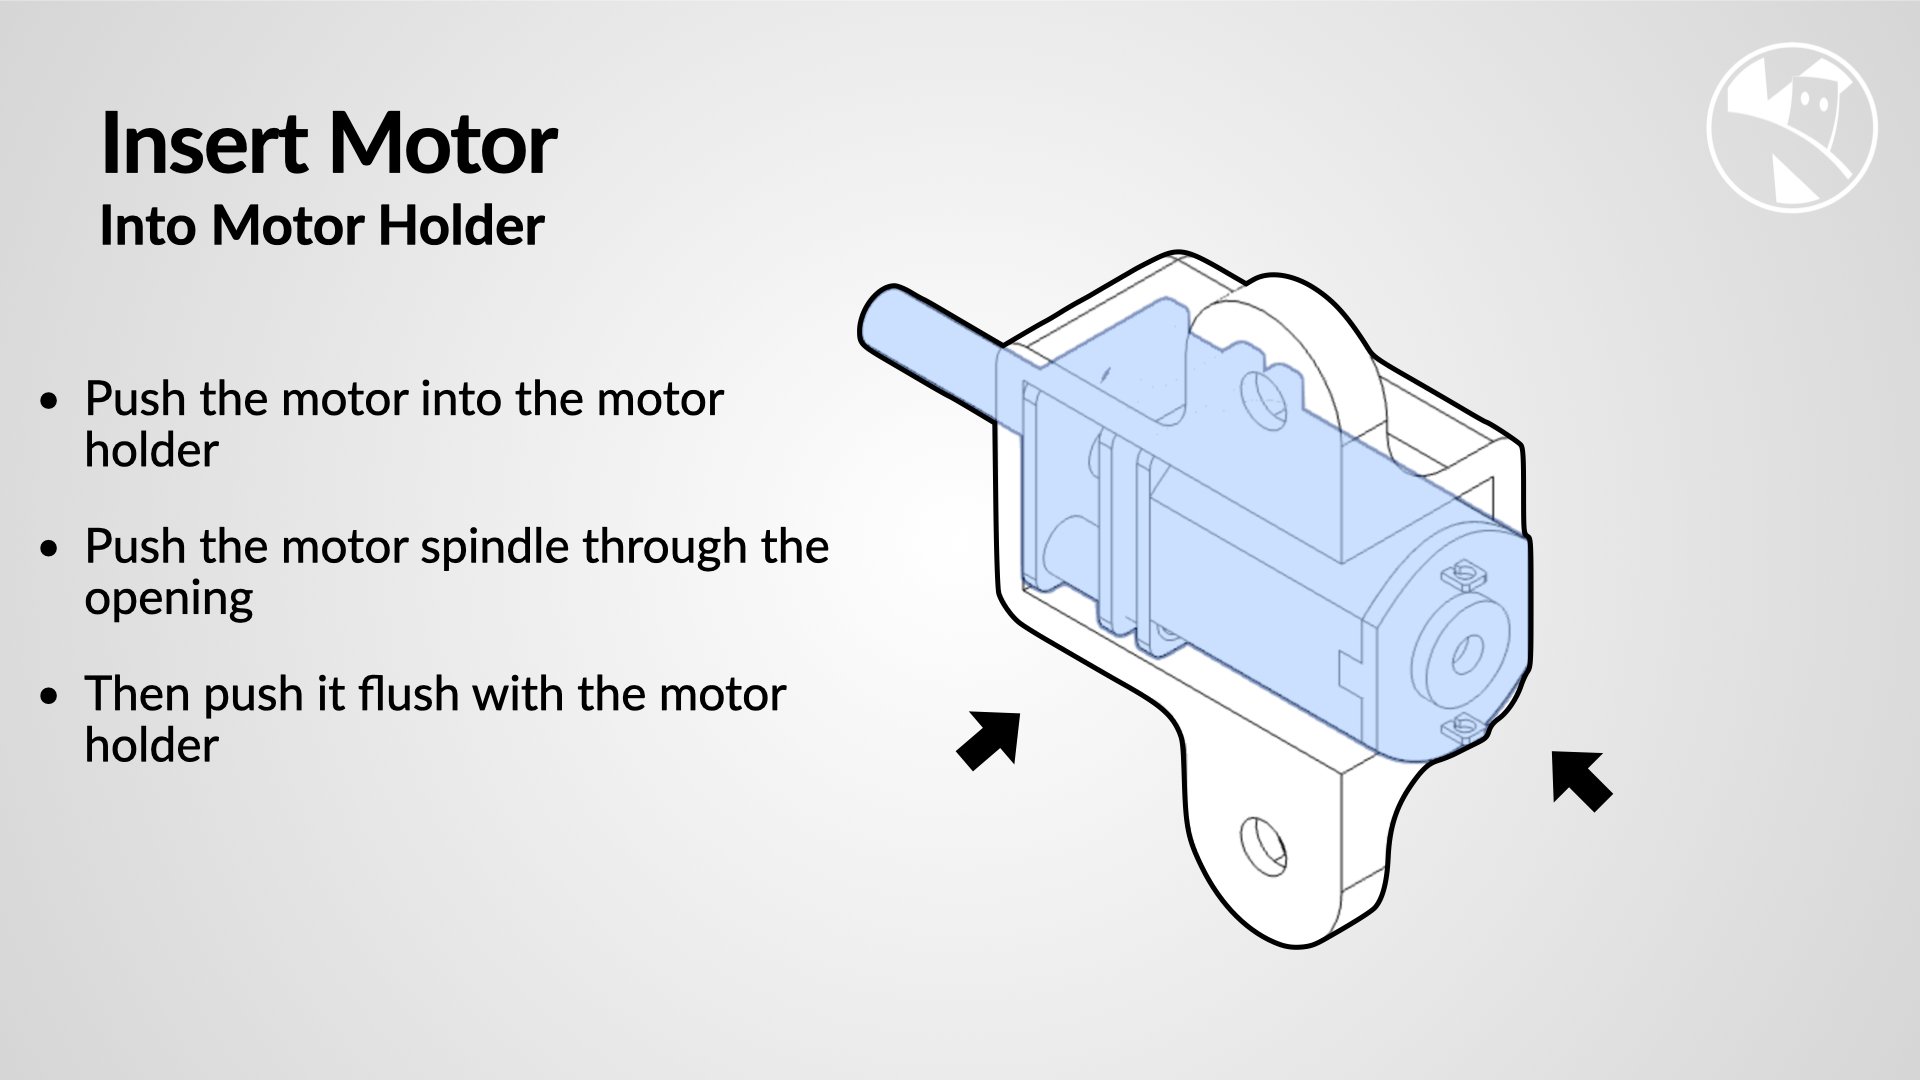 Insert Motor
Into Motor Holder
• Push the motor into the motor
holder
• Push the motor spindle through the
opening
• Then push it flush with the motor
holder